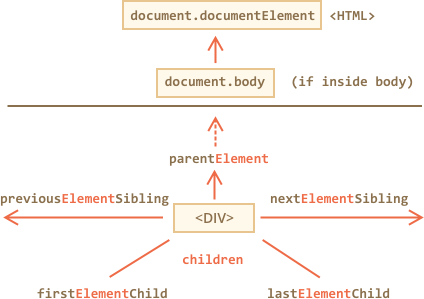 document.documentElement <HTML>
document.body (if inside body)
parentElement
previousElementSibling nextElementSibling
<DIV>
children
firstElementChild lastElementChild